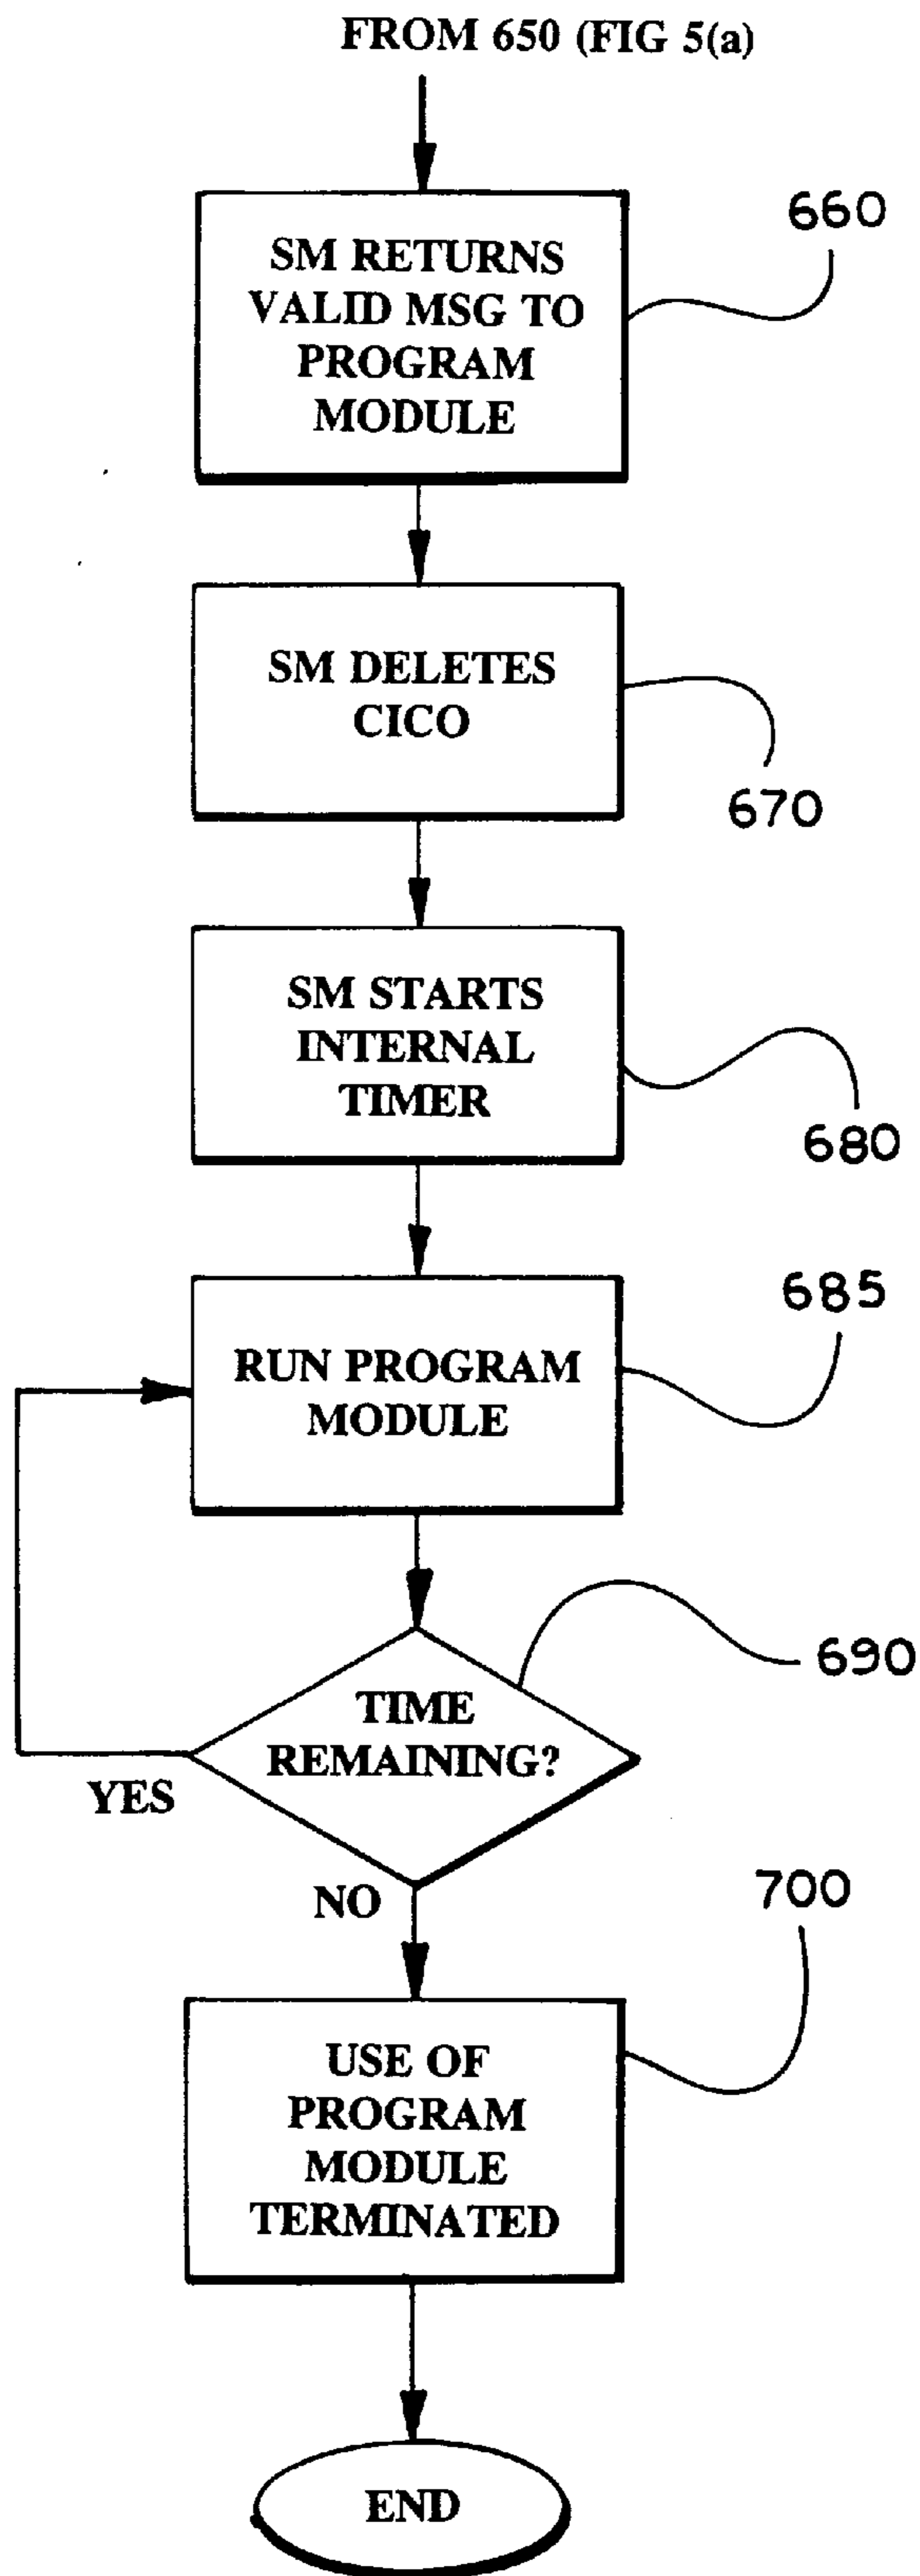 FROM 650 (FIG 5(a)
660
SM RETURNS
VALID MSG TO
PROGRAM
MODULE
SM DELETES
CICO
670
SM STARTS
INTERNAL
TIMER
680
685
RUN PROGRAM
MODULE
690
TIME
REMAINING?
YES
NO
700
USE OF
PROGRAM
MODULE
TERMINATED
END